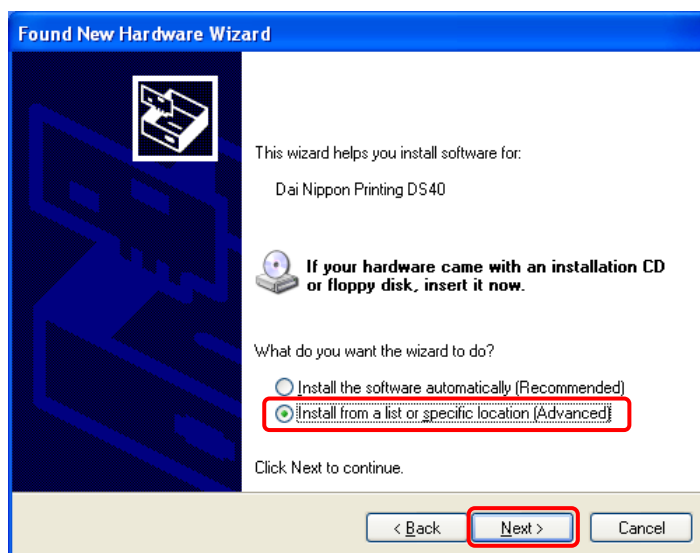 Found New Hardware Wizard
This wizard helps you install software for:
Dai Nippon Printing DS40
If your hardware came with an installation CD
or floppy disk, insert it now.
What do you want the wizard to do?
Install the software automatically (Recommended)
Install from a list or specific location (Advanced)
Click Next to continue.
< Back Next > Cancel